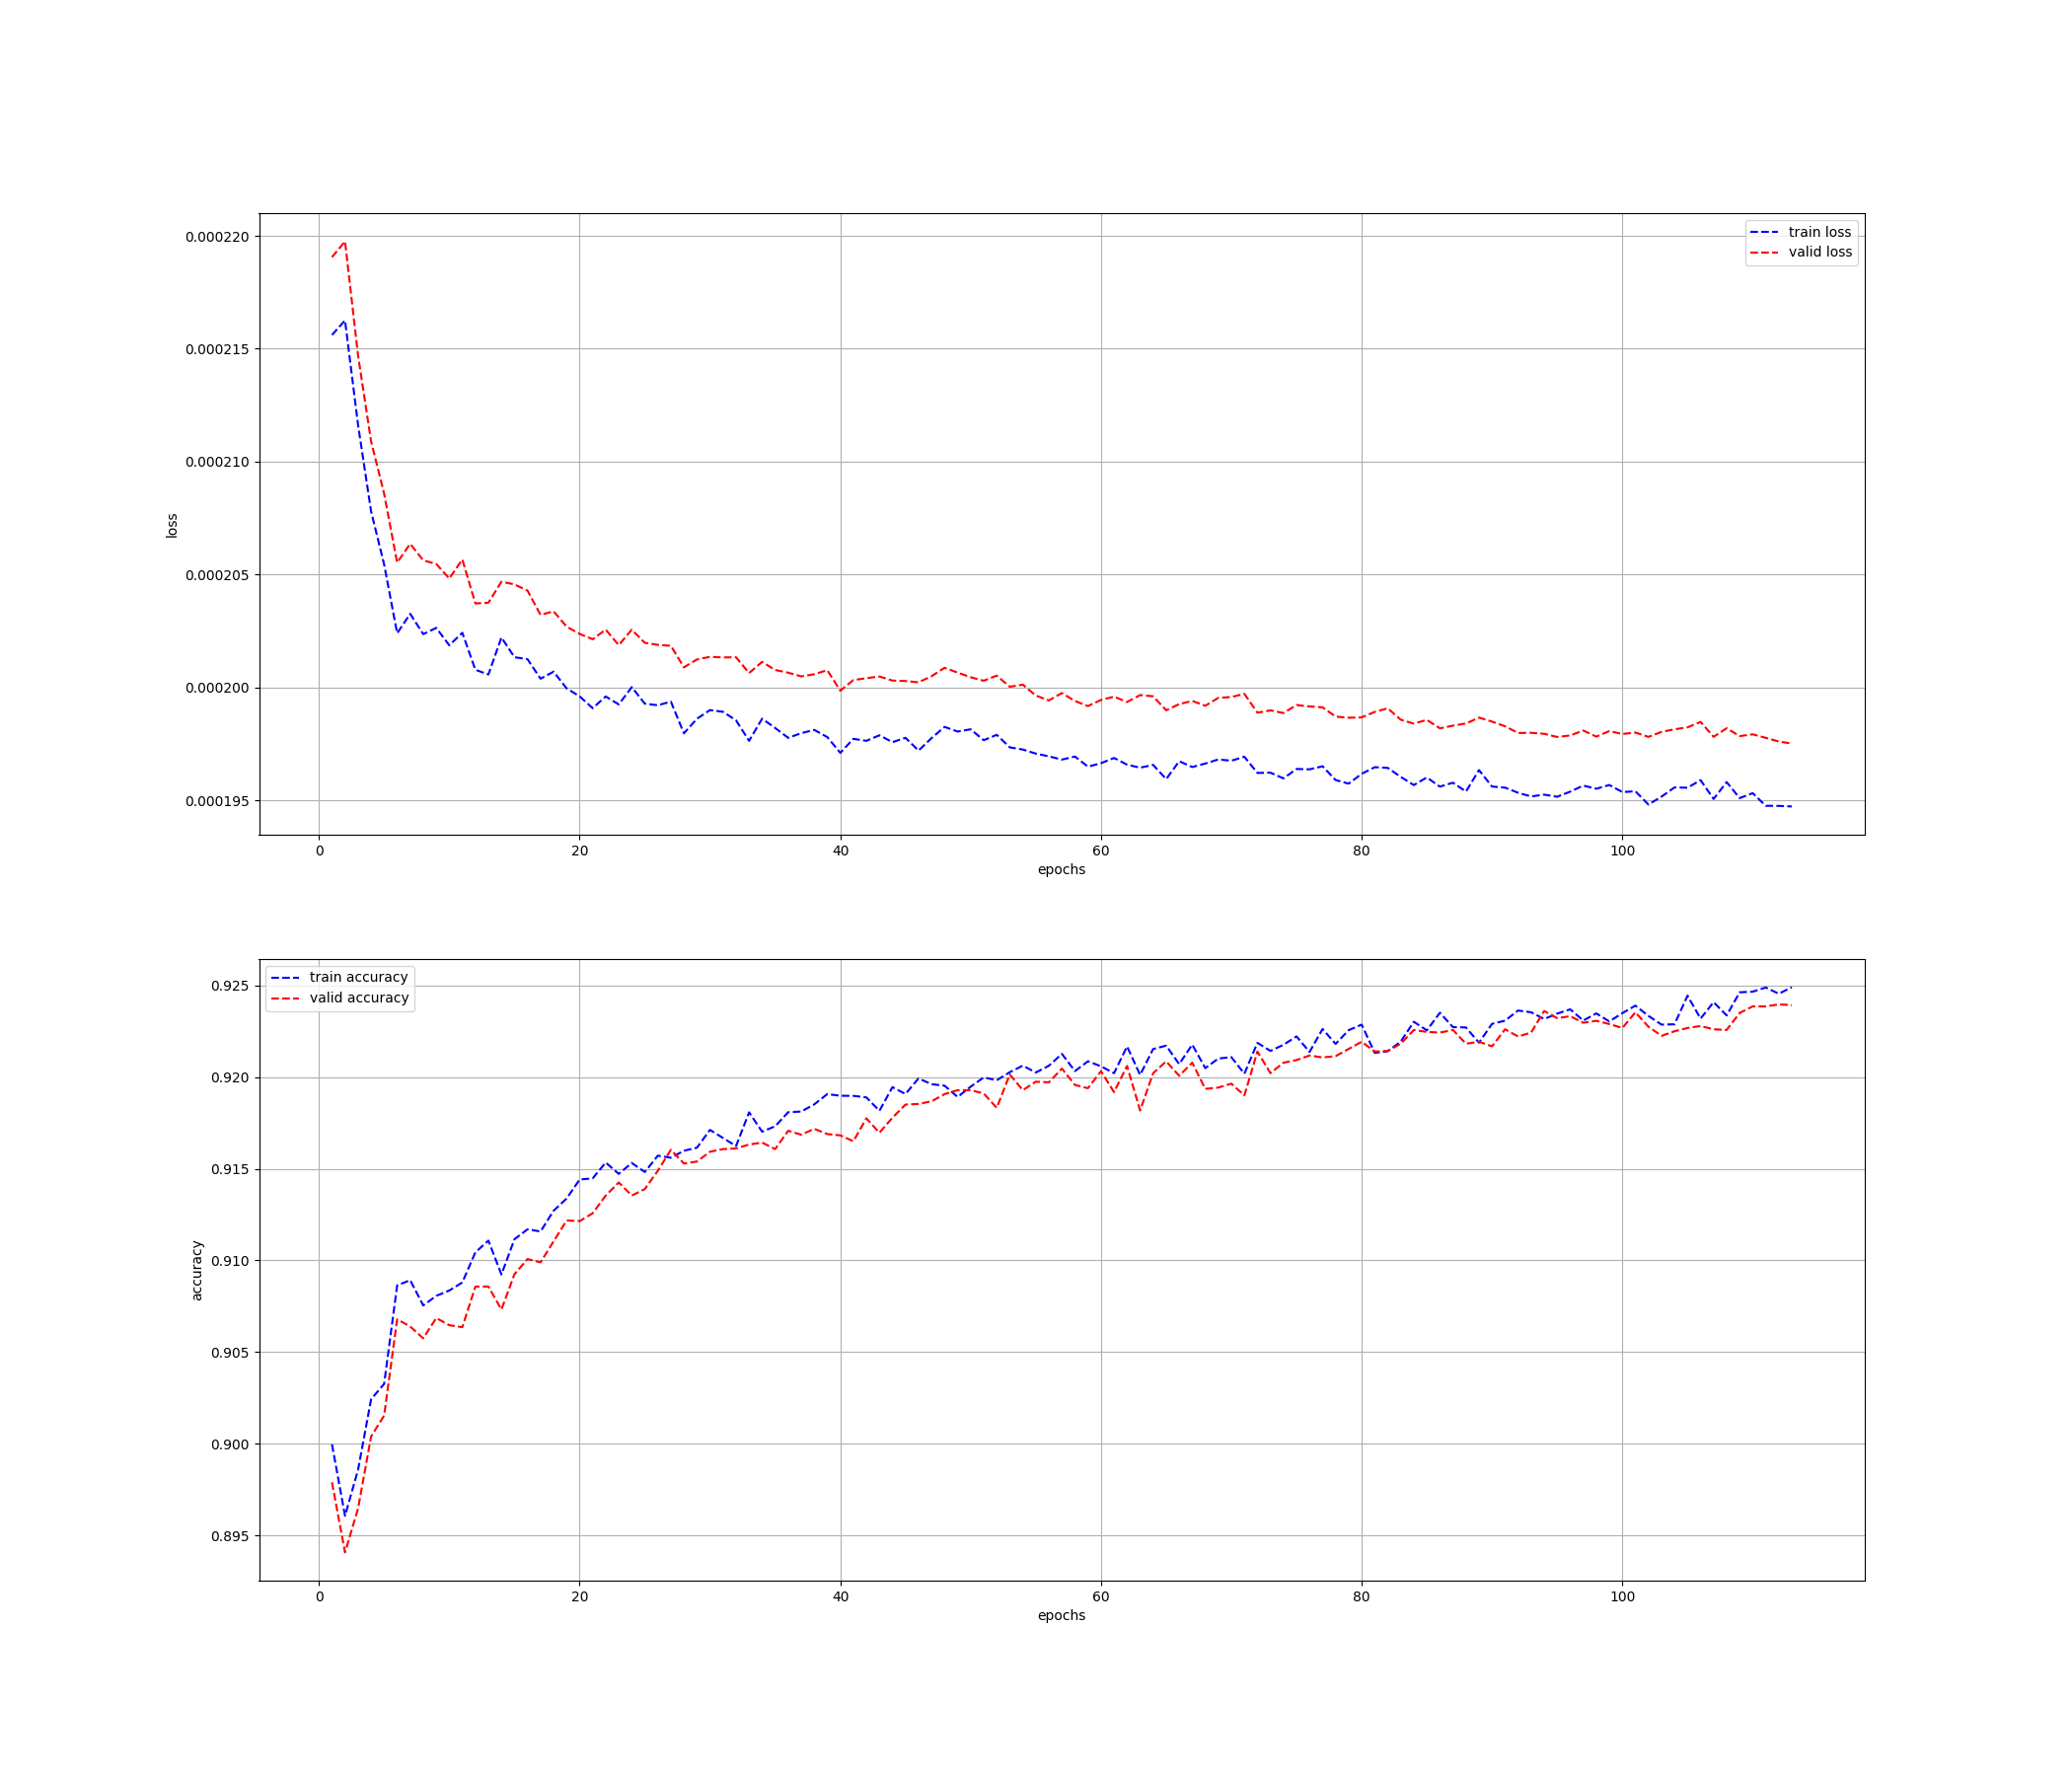 0.000220
0.000215
0.000210
0.000205
0.000200
0.000195
loss
train loss
valid loss
0 20 40 60 80 100
epochs
train accuracy
valid accuracy
0.925
0.920
0.915
0.910
0.905
0.900
0.895
accuracy
0 20 40 60 80 100
epochs